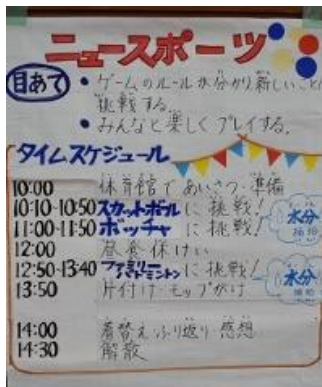 ニュースポーツ
目あて
・ゲームのルールが分かり新しいことに
挑戦する。
・みんなと楽しくプレイする。
タイムスケジュール
10:00 体育館であいさつ・準備
10:10-10:50 スカットボールに挑戦!
水分
補給
11:00-11:50 ボッチャに挑戦!
12:00 昼食休けい
12:50-13:40 ファミリーバドミントンに挑戦!
水分
補給
13:50 片付け・モップがけ
14:00 着替えふり返り感想
14:30 解散